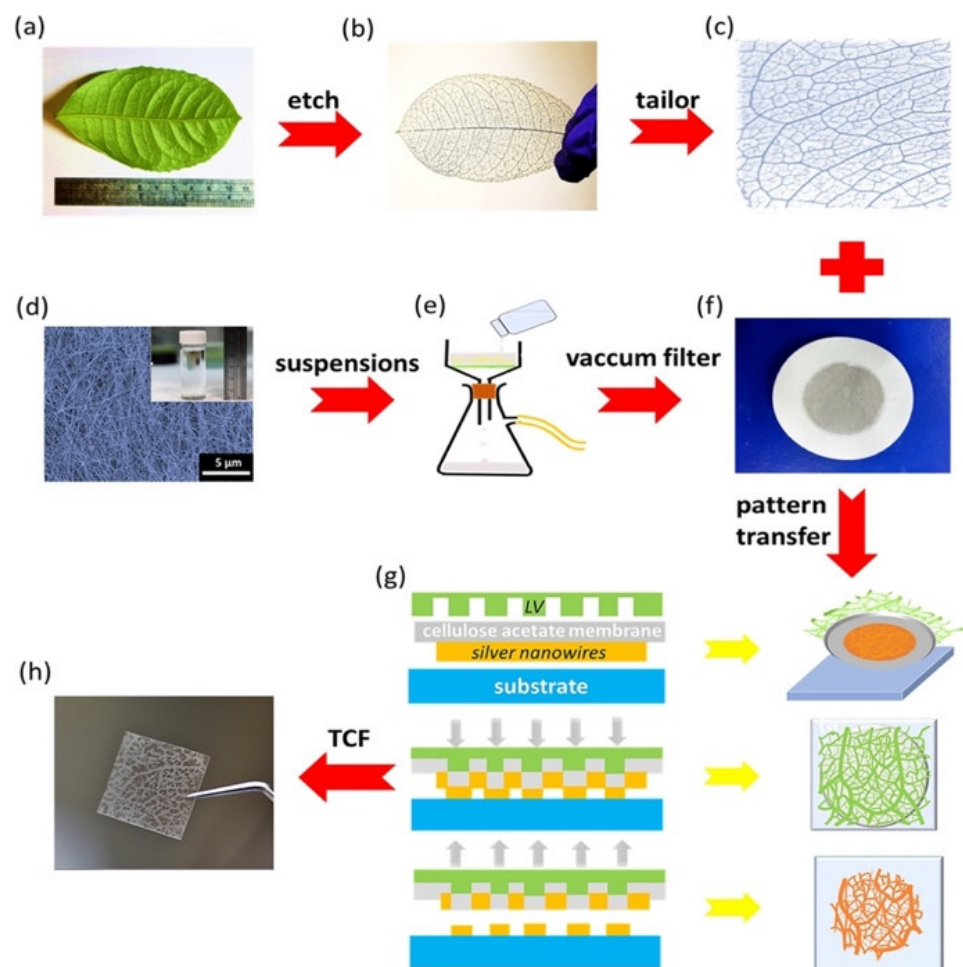 (a)
(b)
(c)
etch
tailor
(d)
(e)
(f)
suspensions
vaccum filter
5 µm
pattern
transfer
(g)
LV
cellulose acetate membrane
silver nanowires
substrate
(h)
TCF